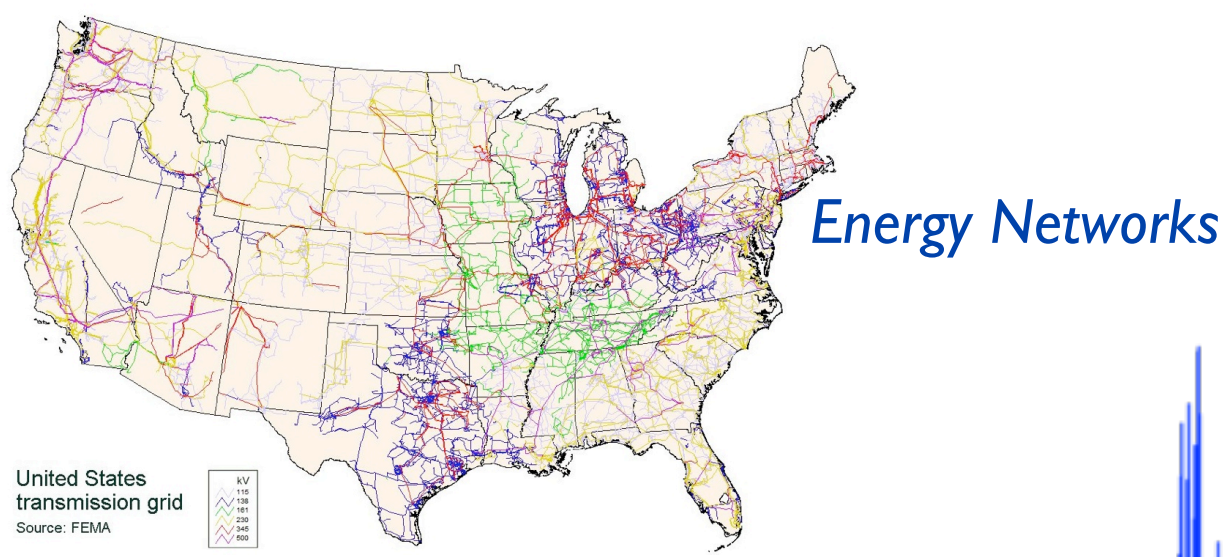 Energy Networks
United States
transmission grid
Source: FEMA
kV
115
138
161
230
345
500